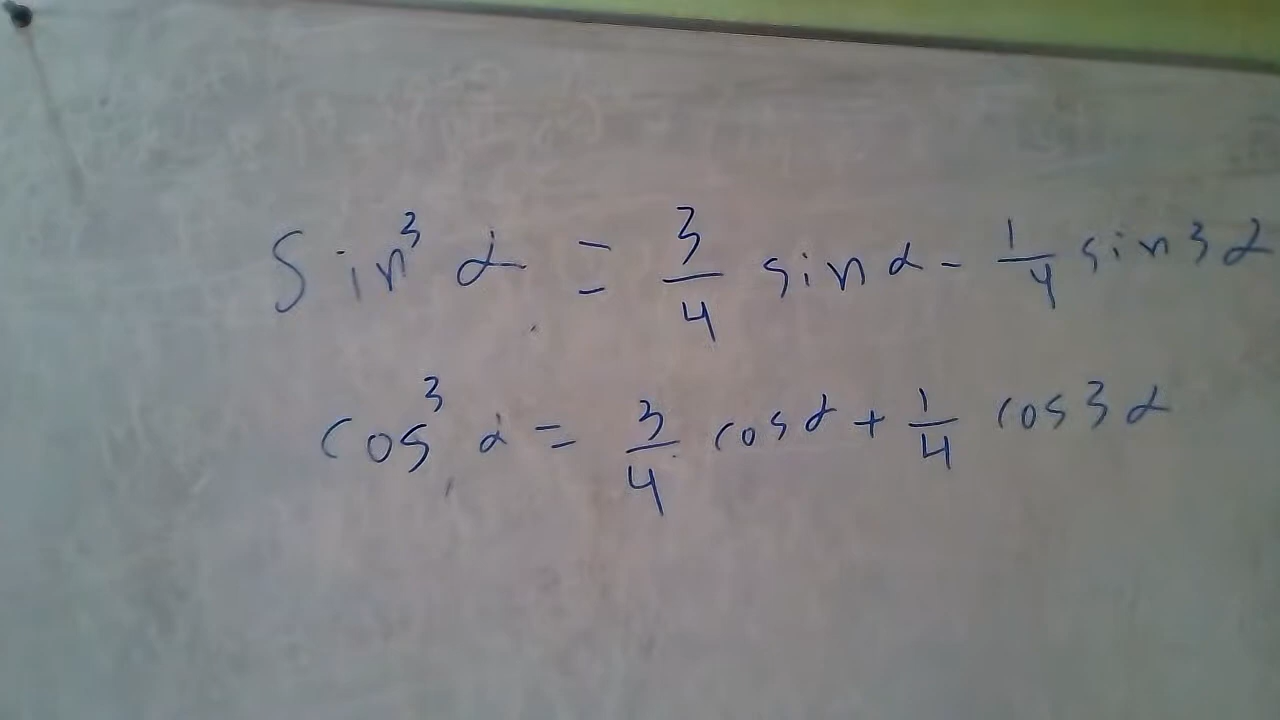 Sin³ α = 3/4 sin α - 1/4 sin 3α
cos³ α = 3/4 cos α + 1/4 cos 3α